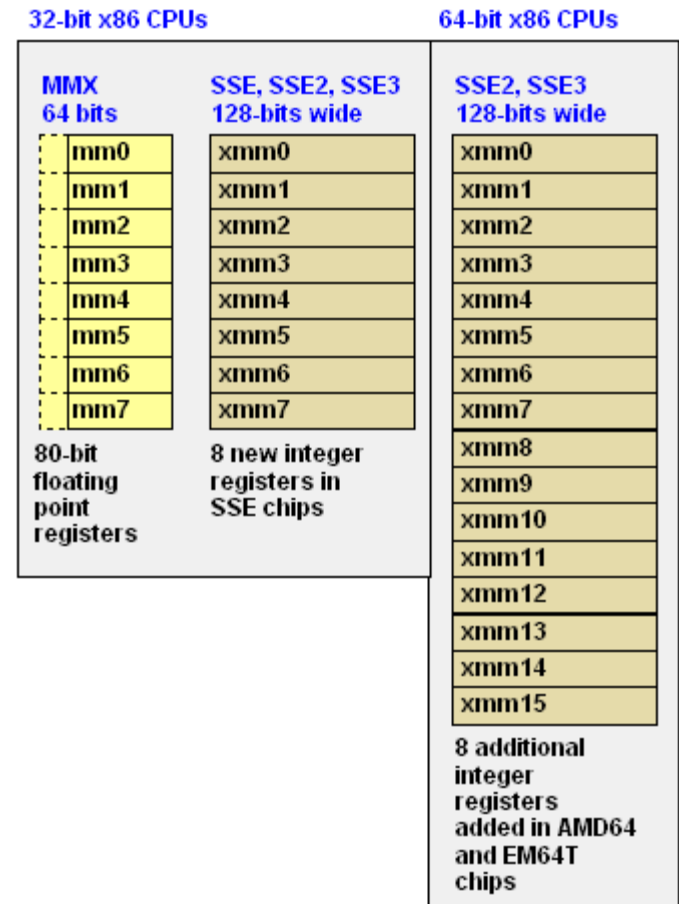 32-bit x86 CPUs
MMX
64 bits
mm0
mm1
mm2
mm3
mm4
mm5
mm6
mm7
80-bit
floating
point
registers
SSE, SSE2, SSE3
128-bits wide
xmm0
xmm1
xmm2
xmm3
xmm4
xmm5
xmm6
xmm7
8 new integer
registers in
SSE chips
64-bit x86 CPUs
SSE2, SSE3
128-bits wide
xmm0
xmm1
xmm2
xmm3
xmm4
xmm5
xmm6
xmm7
xmm8
xmm9
xmm10
xmm11
xmm12
xmm13
xmm14
xmm15
8 additional
integer
registers
added in AMD64
and EM64T
chips